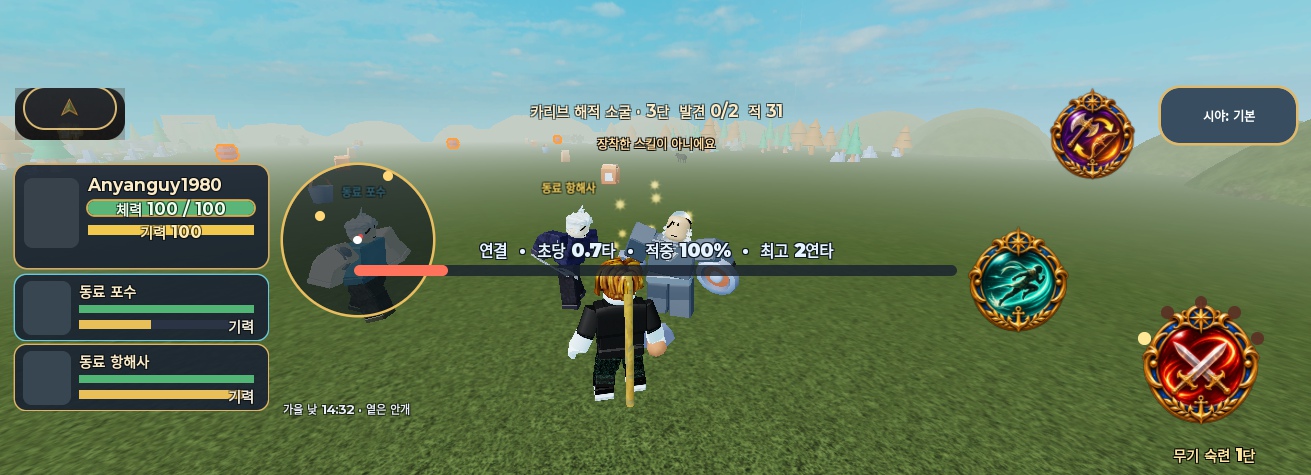 카리브 해적 소굴 · 3단 발견 0/2 적 31
장착한 스킬이 아니에요
시야: 기본
Anyanguy1980
체력 100 / 100
기력 100
동료 포수
동료 항해사
연결 • 초당 0.7타 • 적중 100% • 최고 2연타
동료 포수
기력
동료 항해사
기력
가을 낮 14:32 · 옅은 안개
무기 숙련 1단